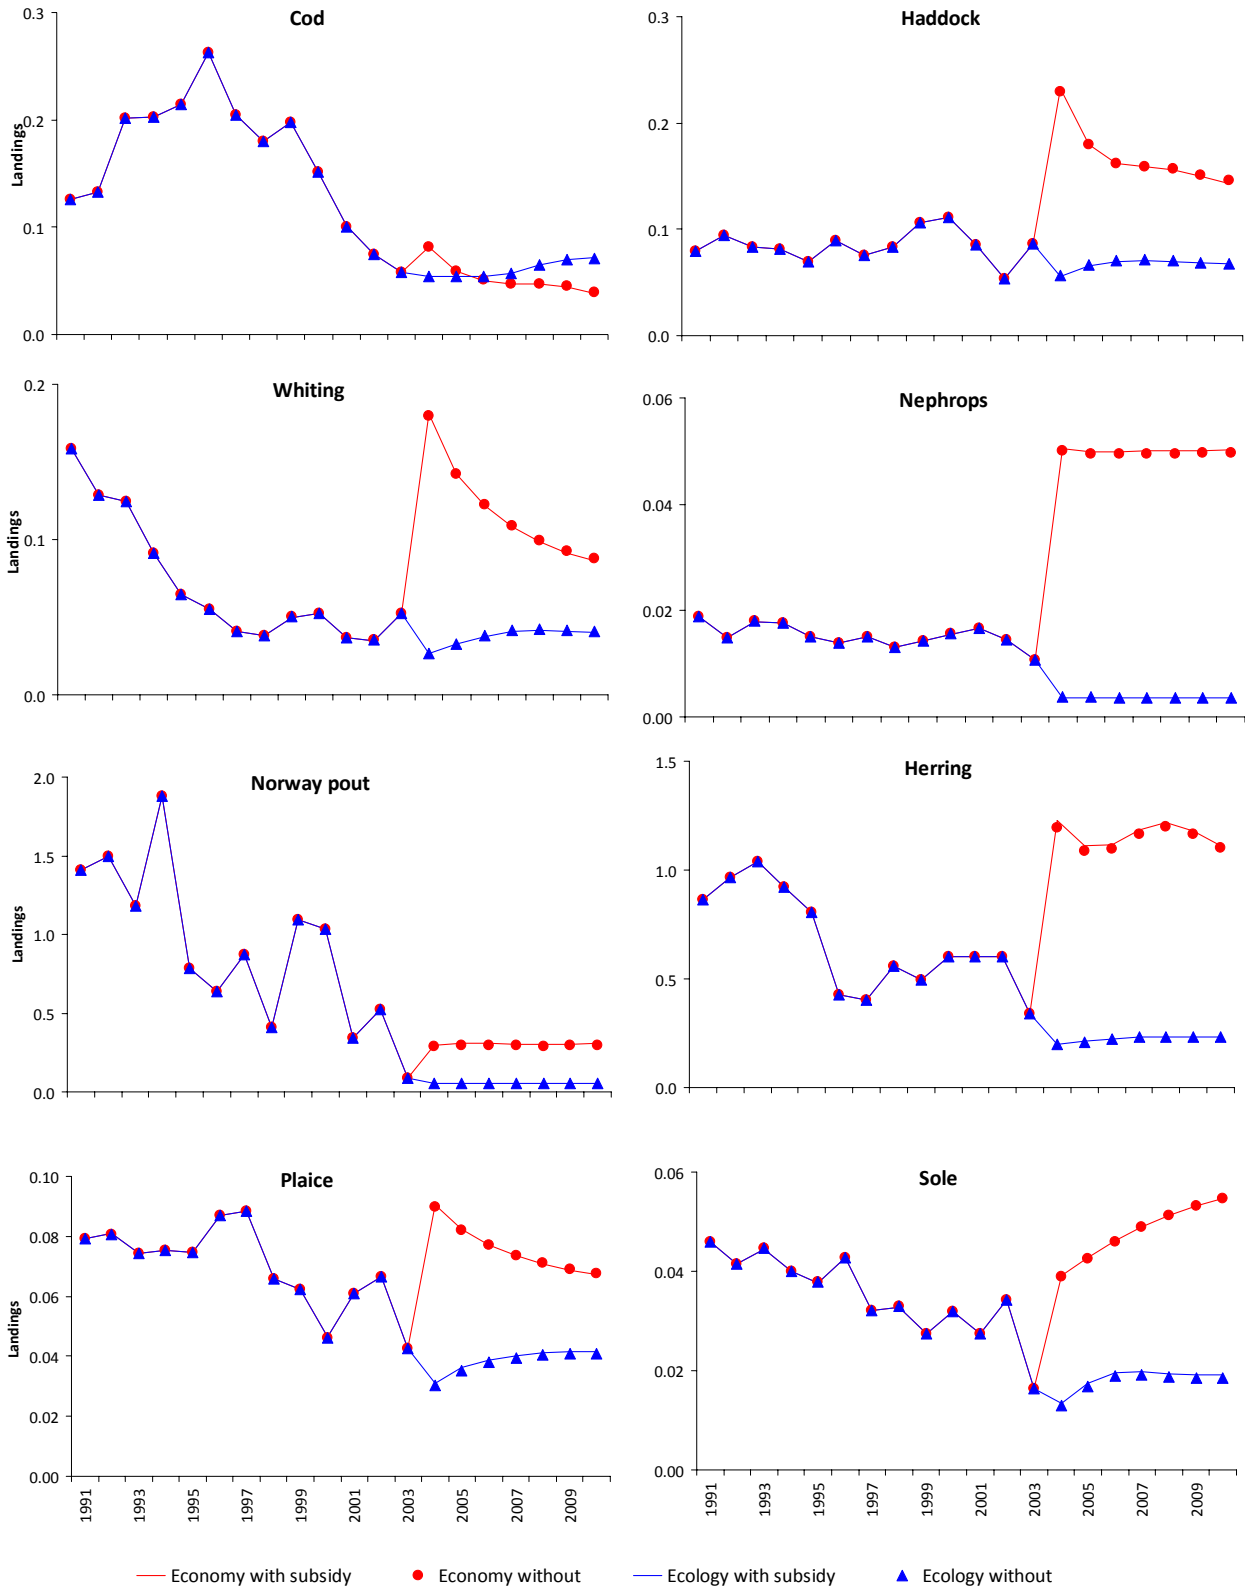 Cod
0.3
0.2
0.1
0.0
Landings
Haddock
0.3
0.2
0.1
0.0
Whiting
0.2
0.1
0.0
Landings
Nephrops
0.06
0.04
0.02
0.00
Norway pout
2.0
1.5
1.0
0.5
0.0
Landings
Herring
1.5
1.0
0.5
0.0
Plaice
0.10
0.08
0.06
0.04
0.02
0.00
Landings
1991 1993 1995 1997 1999 2001 2003 2005 2007 2009
Sole
0.06
0.04
0.02
0.00
1991 1993 1995 1997 1999 2001 2003 2005 2007 2009
Economy with subsidy Economy without Ecology with subsidy Ecology without